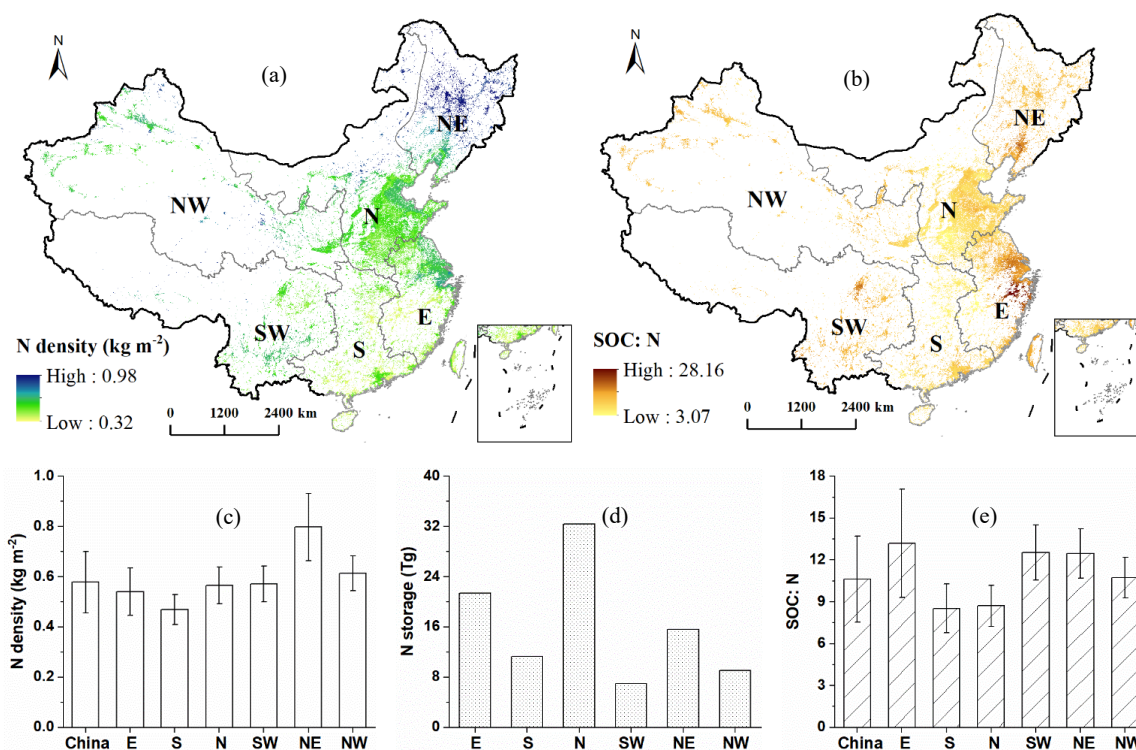 N
(a)
NE
NW
N
SW
S
E
N density (kg m⁻²)
High : 0.98
Low : 0.32
0 1200 2400 km
N
(b)
NE
NW
N
SW
S
E
SOC: N
High : 28.16
Low : 3.07
0 1200 2400 km
(c)
N density (kg m⁻²)
1.0
0.8
0.6
0.4
0.2
0.0
China E S N SW NE NW
(d)
N storage (Tg)
40
32
24
16
8
0
E S N SW NE NW
(e)
SOC: N
18
15
12
9
6
3
0
China E S N SW NE NW